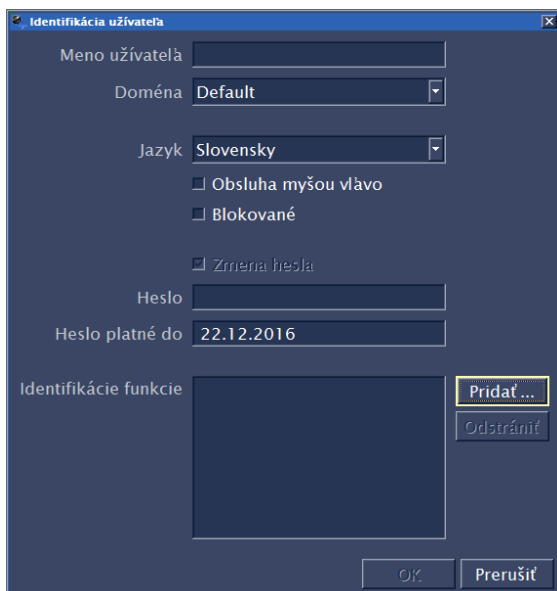 Identifikácia užívateľa
Meno užívateľa
Doména Default
Jazyk Slovensky
Obsluha myšou vľavo
Blokované
Zmena hesla
Heslo
Heslo platné do 22.12.2016
Identifikácie funkcie Pridať ...
Odstrániť
OK Prerušiť